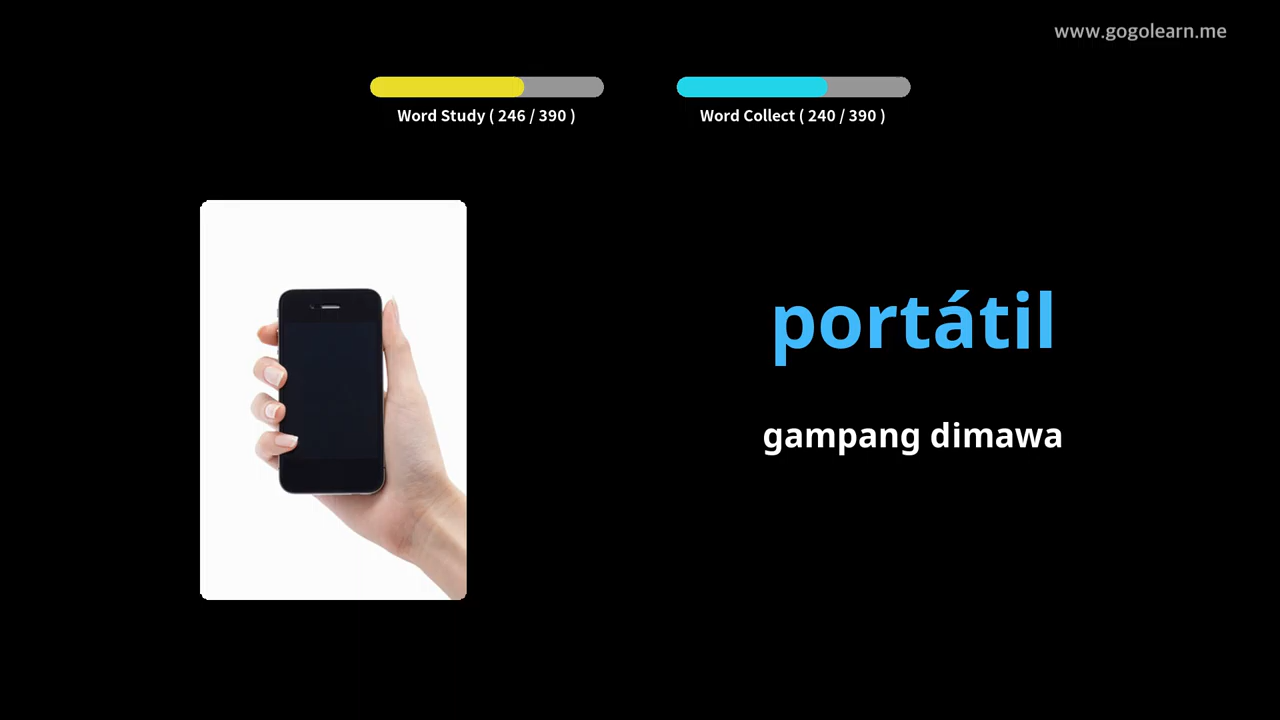 www.gogolearn.me
Word Study ( 246 / 390 )
Word Collect ( 240 / 390 )
portátil
gampang dimawa